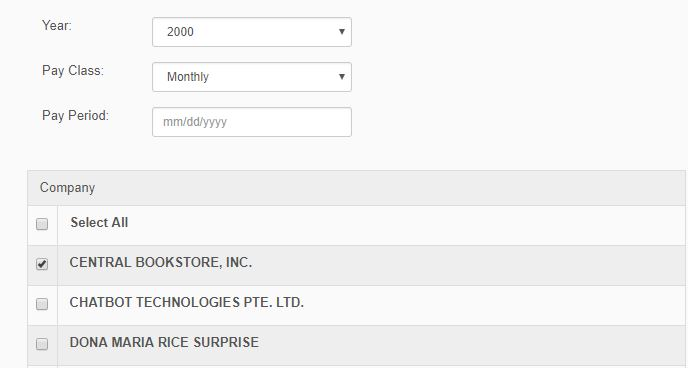 Year:
2000
Pay Class:
Monthly
Pay Period:
mm/dd/yyyy
Company
Select All
CENTRAL BOOKSTORE, INC.
CHATBOT TECHNOLOGIES PTE. LTD.
DONA MARIA RICE SURPRISE